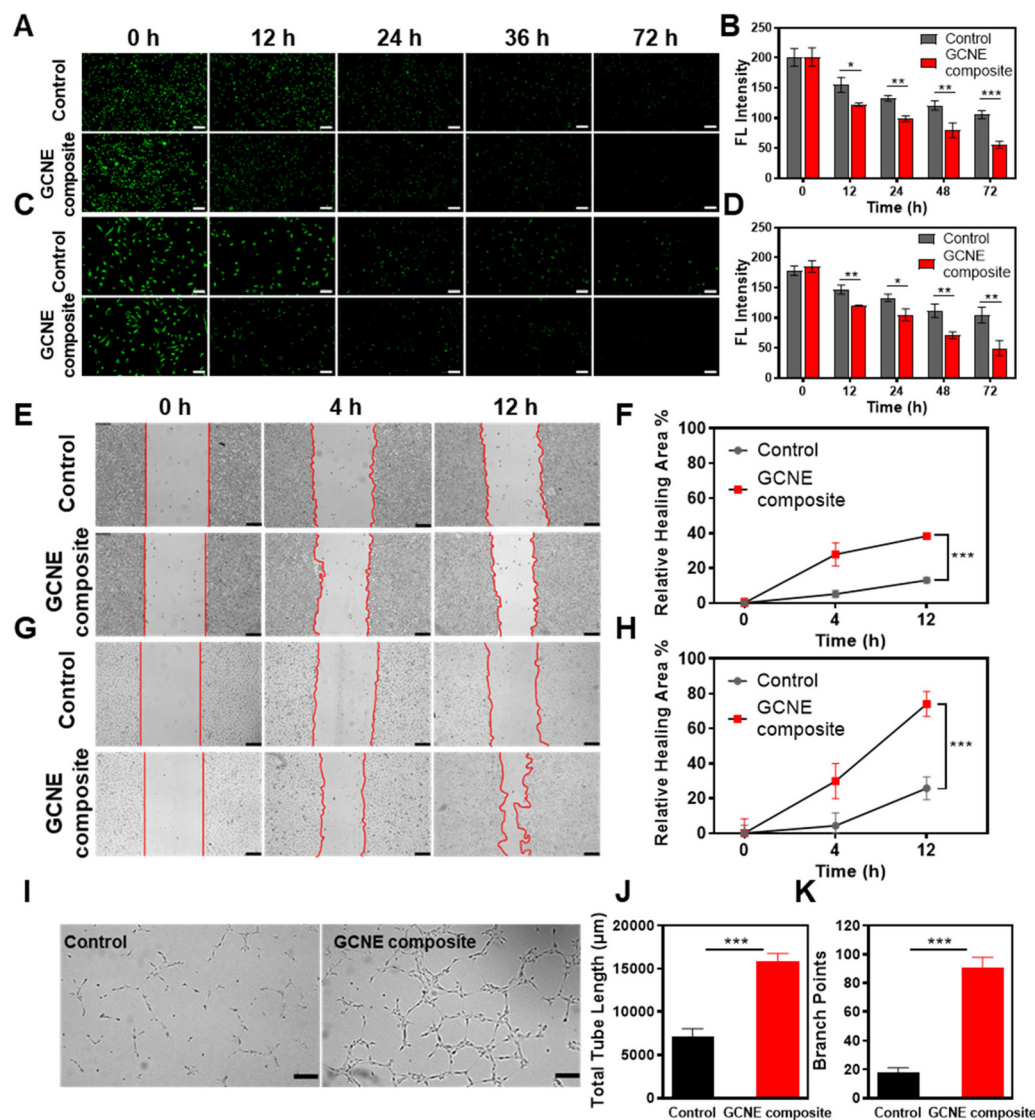 A
0 h
12 h
24 h
36 h
72 h
Control
GCNE
composite
C
Control
GCNE
composite
B
FL Intensity
250
200
150
100
50
0
Control
GCNE
composite
*
**
**
***
0
12
24
48
72
Time (h)
D
FL Intensity
250
200
150
100
50
0
Control
GCNE
composite
**
*
**
**
0
12
24
48
72
Time (h)
E
0 h
4 h
12 h
Control
GCNE
composite
G
Control
GCNE
composite
F
Relative Healing Area %
100
80
60
40
20
0
Control
GCNE
composite
***
0
4
12
Time (h)
H
Relative Healing Area %
100
80
60
40
20
0
Control
GCNE
composite
***
0
4
12
Time (h)
I
Control
GCNE composite
J
Total Tube Length (μm)
20000
15000
10000
5000
0
***
Control
GCNE composite
K
Branch Points
120
100
80
60
40
20
0
***
Control
GCNE composite